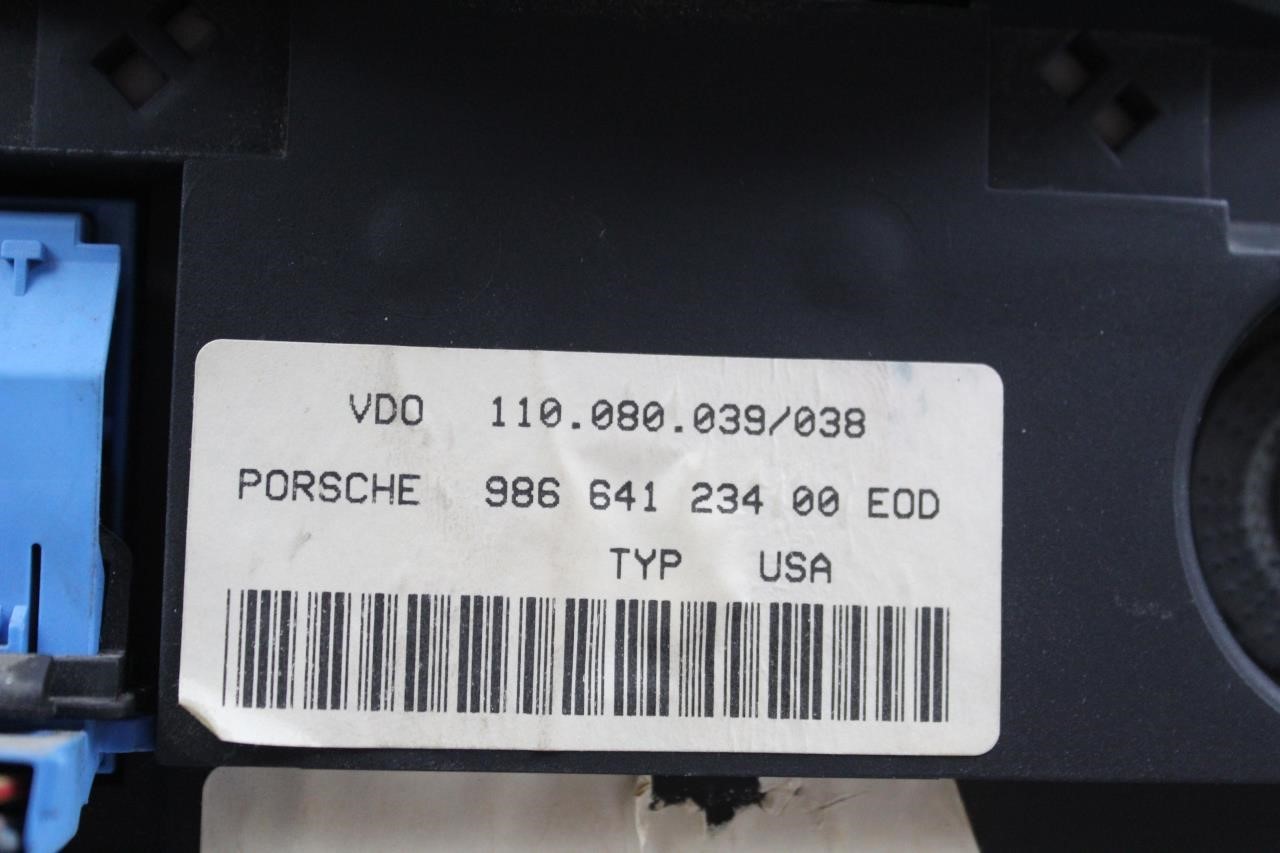 VDO 110.080.039/038
PORSCHE 986 641 234 00 EOD
TYP USA